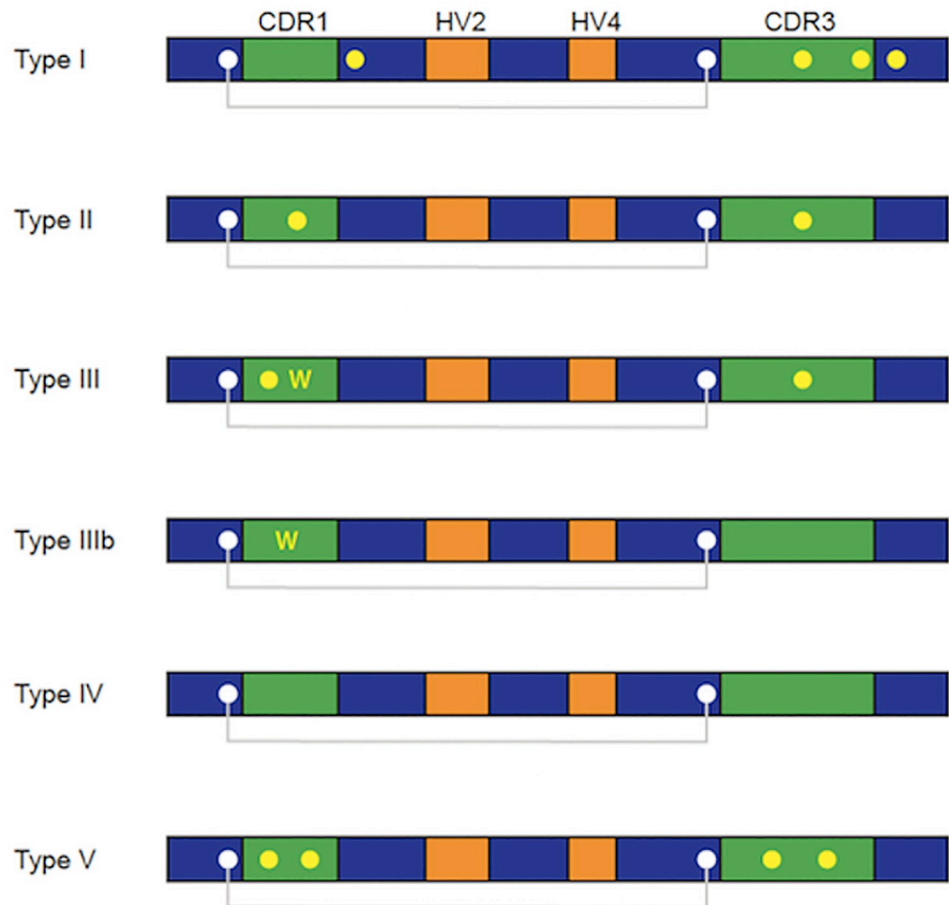 CDR1 HV2 HV4 CDR3
Type I
Type II
Type III W
Type IIIb W
Type IV
Type V